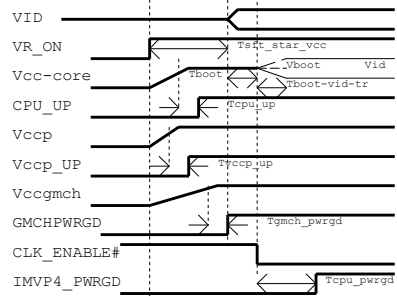 VID
VR_ON
Tsft_star_vcc
Vcc-core
Tboot
Vboot
Vid
Tboot-vid-tr
CPU_UP
Tcpu_up
Vccp
Vccp_UP
Tvccp_up
Vccgmch
GMCHPWRGD
Tgmch_pwrgd
CLK_ENABLE#
IMVP4_PWRGD
Tcpu_pwrgd